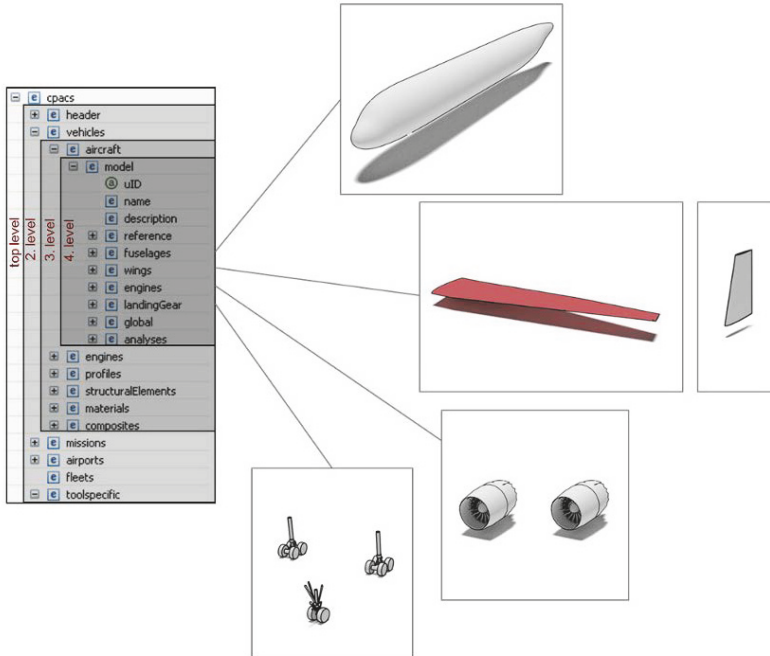 cpacs
header
vehicles
aircraft
model
uID
name
description
reference
fuselages
wings
engines
landingGear
global
analyses
engines
profiles
structuralElements
materials
composites
missions
airports
fleets
toolspecific
top level
2. level
3. level
4. level